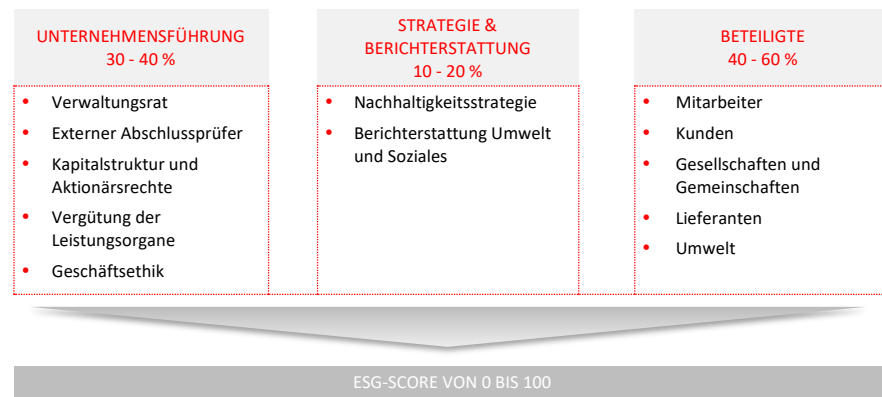 UNTERNEHMENSFÜHRUNG
30 - 40 %
• Verwaltungsrat
• Externer Abschlussprüfer
• Kapitalstruktur und
Aktionärsrechte
• Vergütung der
Leistungsorgane
• Geschäftsethik
STRATEGIE &
BERICHTERSTATTUNG
10 - 20 %
• Nachhaltigkeitsstrategie
• Berichterstattung Umwelt
und Soziales
BETEILIGTE
40 - 60 %
• Mitarbeiter
• Kunden
• Gesellschaften und
Gemeinschaften
• Lieferanten
• Umwelt
ESG-SCORE VON 0 BIS 100